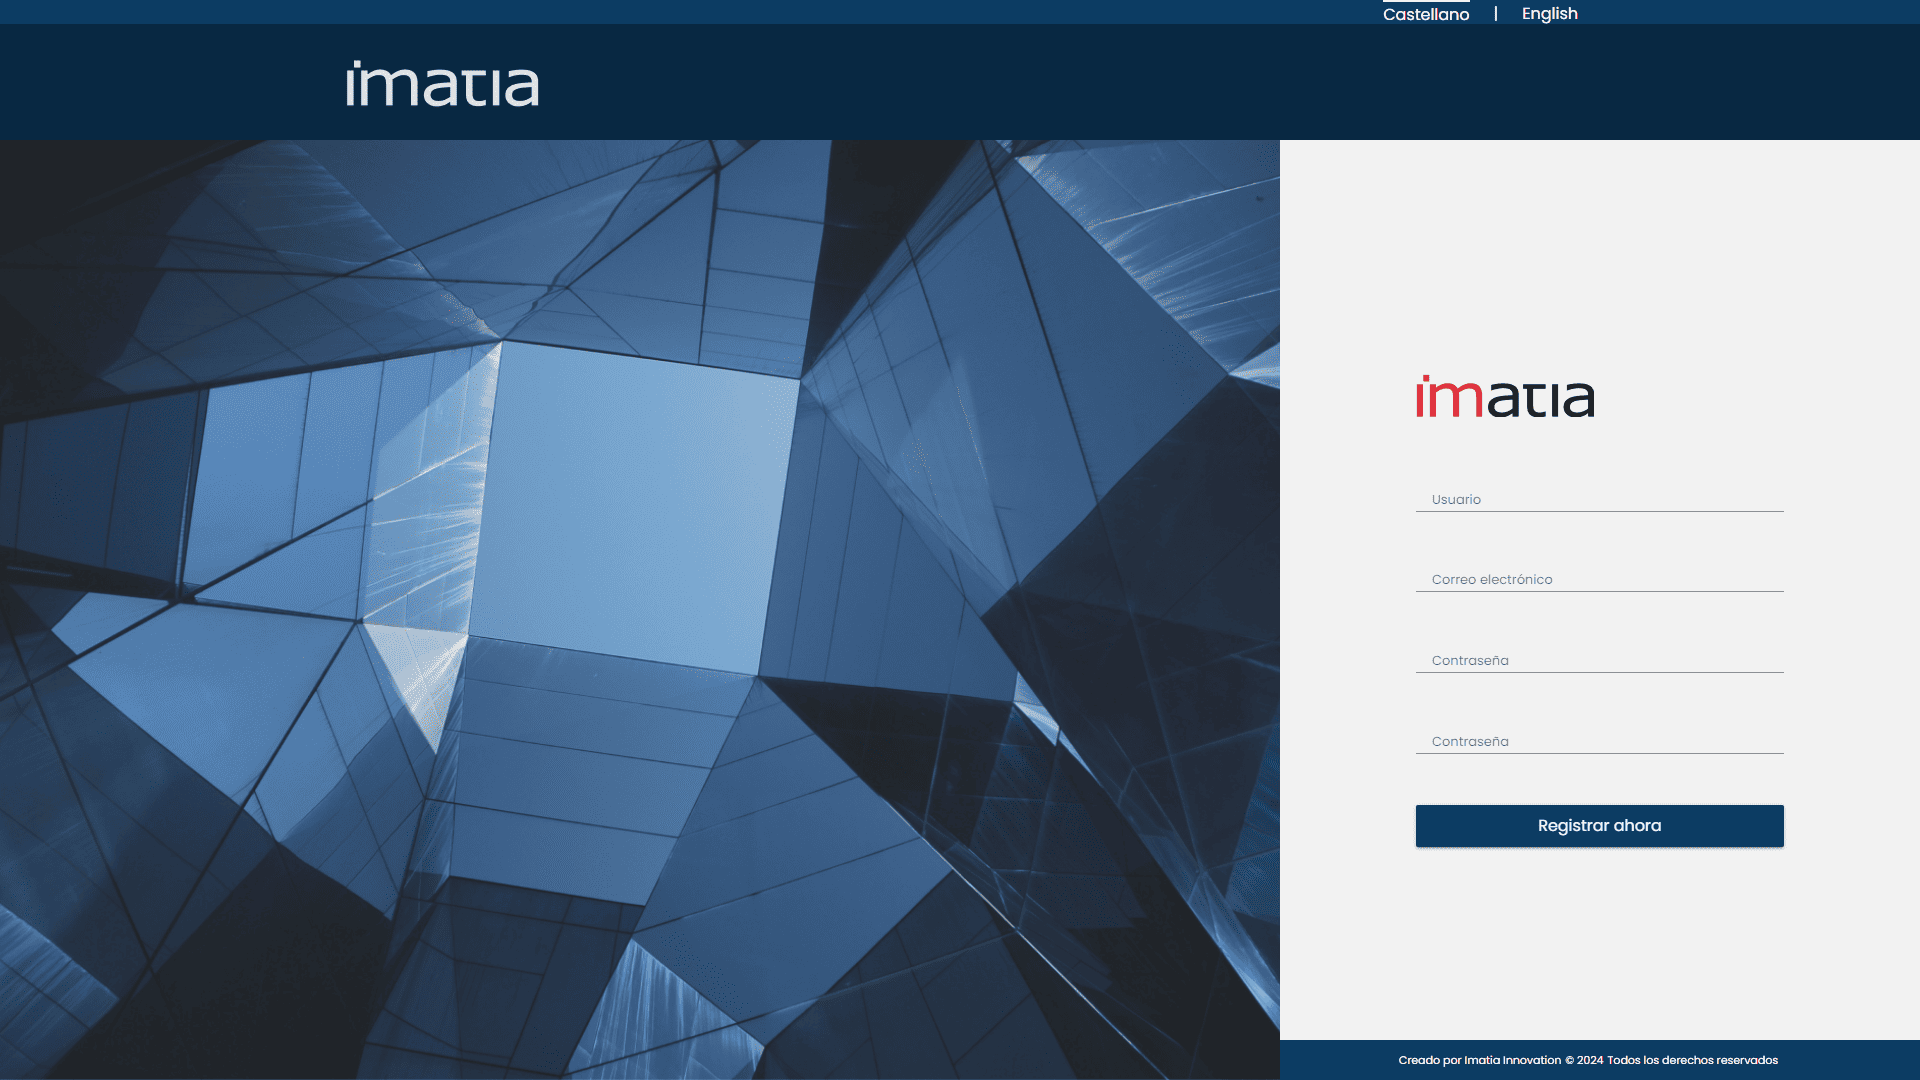 Castellano | English
imatia
imatia
Usuario
Correo electrónico
Contraseña
Contraseña
Registrar ahora
Creado por Imatia Innovation © 2024 Todos los derechos reservados